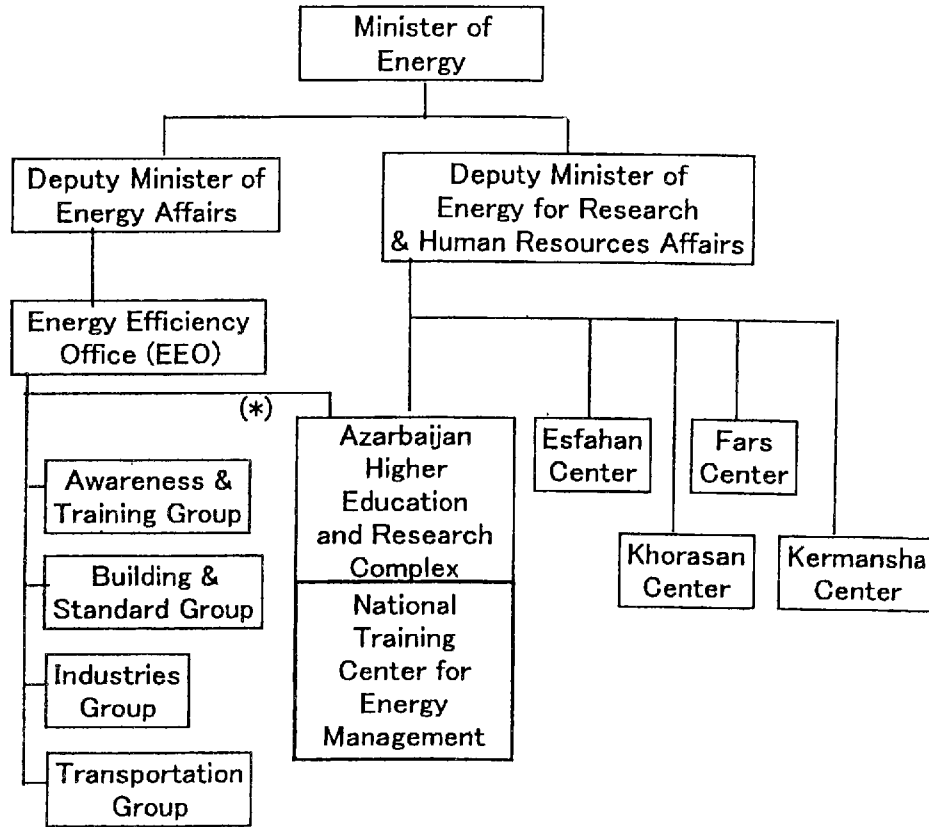 Minister of
Energy
Deputy Minister of
Energy Affairs
Deputy Minister of
Energy for Research
& Human Resources Affairs
Energy Efficiency
Office (EEO)
(*)
Azarbaijan
Higher
Education
and Research
Complex
National
Training
Center for
Energy
Management
Esfahan
Center
Fars
Center
Khorasan
Center
Kermansha
Center
Awareness &
Training Group
Building &
Standard Group
Industries
Group
Transportation
Group